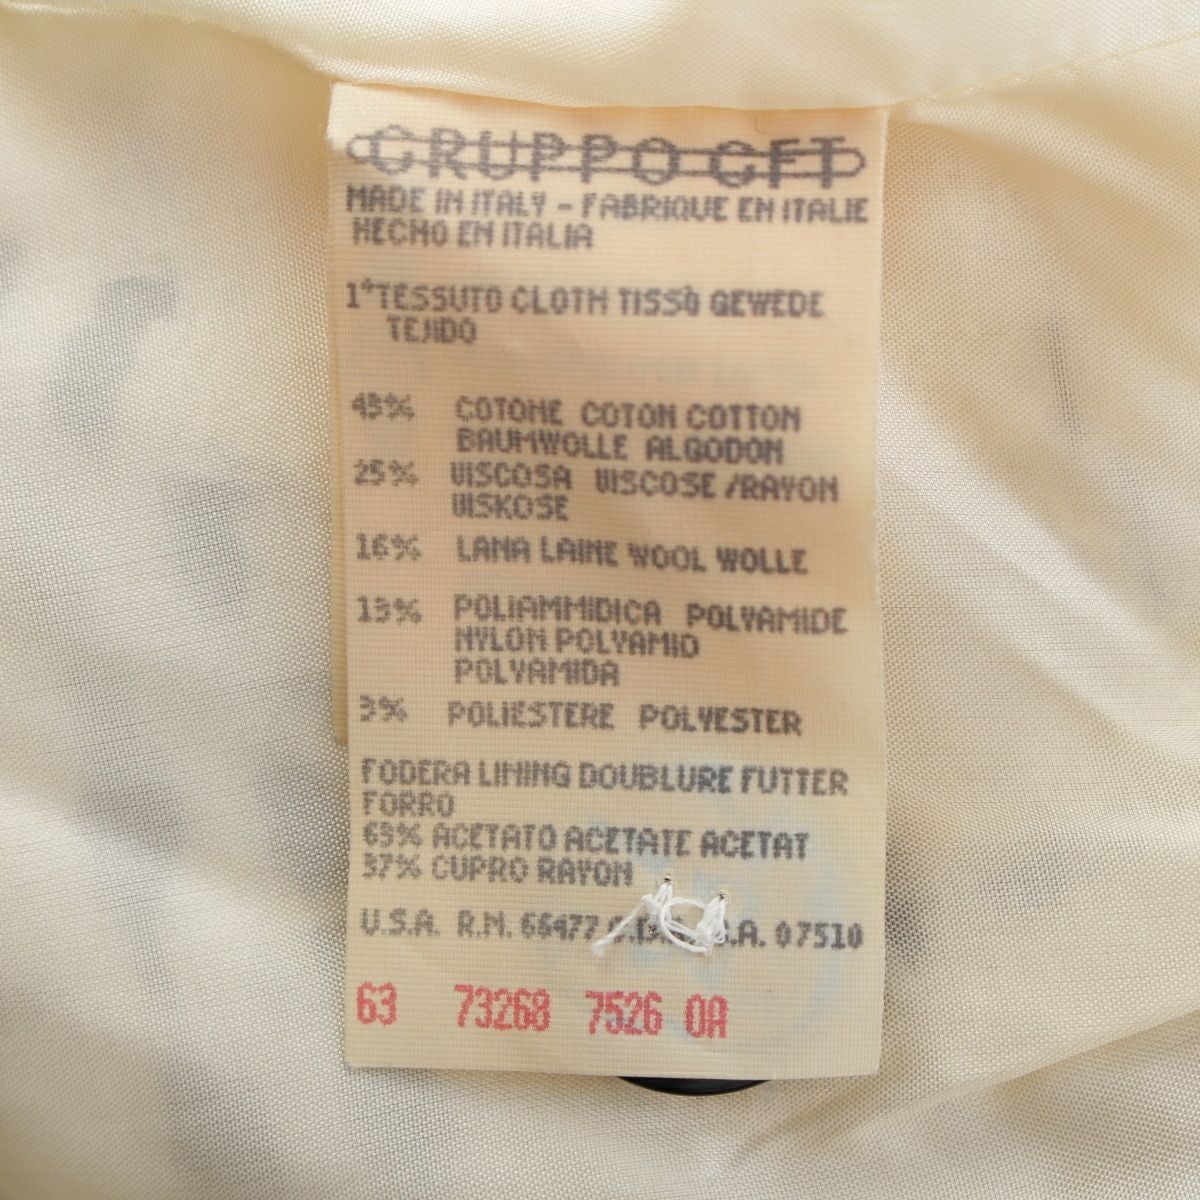 GRUPPO GFT
MADE IN ITALY - FABRIQUE EN ITALIE
HECHO EN ITALIA
1°TESSUTO CLOTH TISSÙ GEWEDE
TEJIDO
43% COTONE COTON COTTON
BAUMWOLLE ALGODON
25% VISCOSA VISCOSE/RAYON
VISKOSE
16% LANA LAINE WOOL WOLLE
13% POLIAMMIDICA POLYAMIDE
NYLON POLYAMID
POLYAMIDA
3% POLIESTERE POLYESTER
FODERA LINING DOUBLURE FUTTER
FORRO
63% ACETATO ACETATE ACETAT
37% CUPRO RAYON
U.S.A. R.N. 66477 07510
63 73268 7526 0A